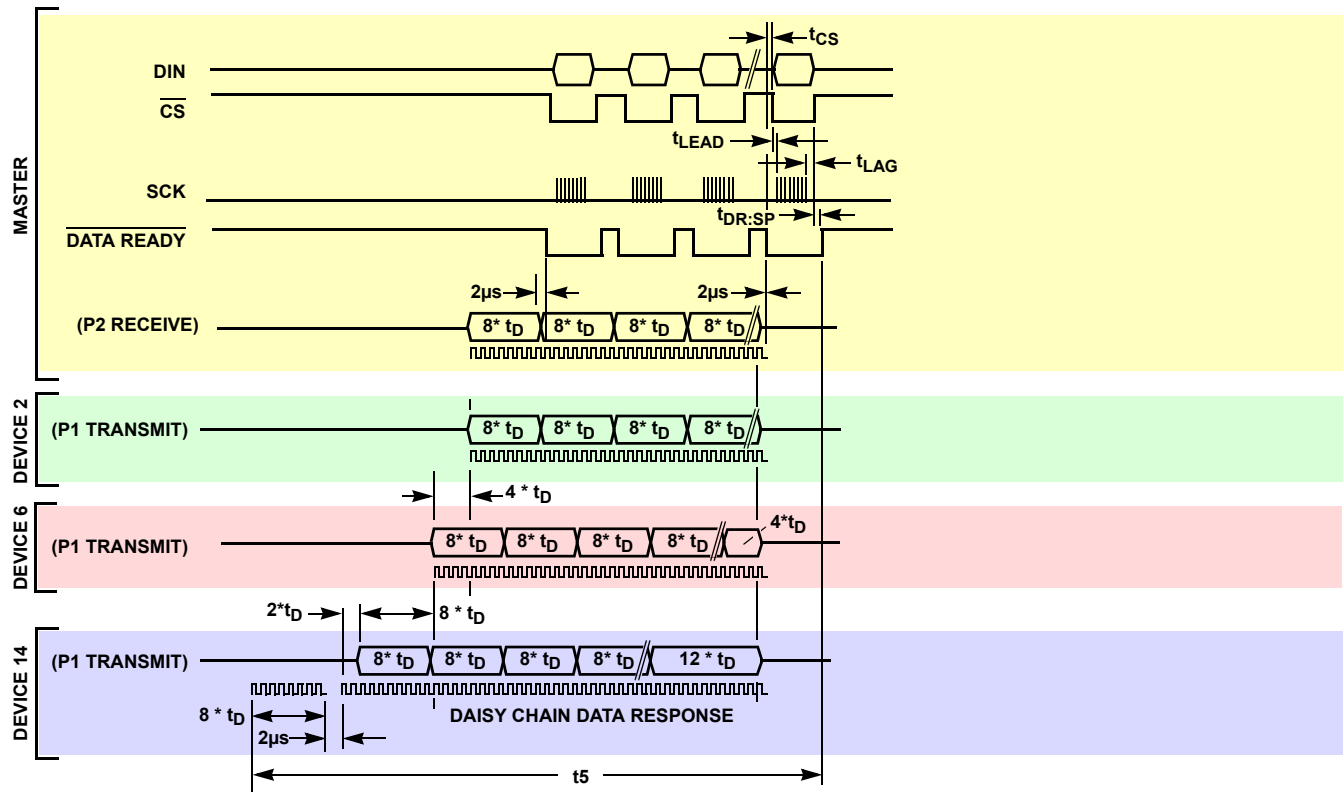 MASTER
DIN
tCS
CS
tLEAD
tLAG
SCK
tDR:SP
DATA READY
2µs
2µs
(P2 RECEIVE)
8* tD 8* tD 8* tD 8* tD
DEVICE 2
(P1 TRANSMIT)
8* tD 8* tD 8* tD 8* tD
4 * tD
DEVICE 6
(P1 TRANSMIT)
8* tD 8* tD 8* tD 8* tD
4*tD
2*tD
8 * tD
DEVICE 14
(P1 TRANSMIT)
8* tD 8* tD 8* tD 8* tD 12 * tD
8 * tD
DAISY CHAIN DATA RESPONSE
2µs
t5